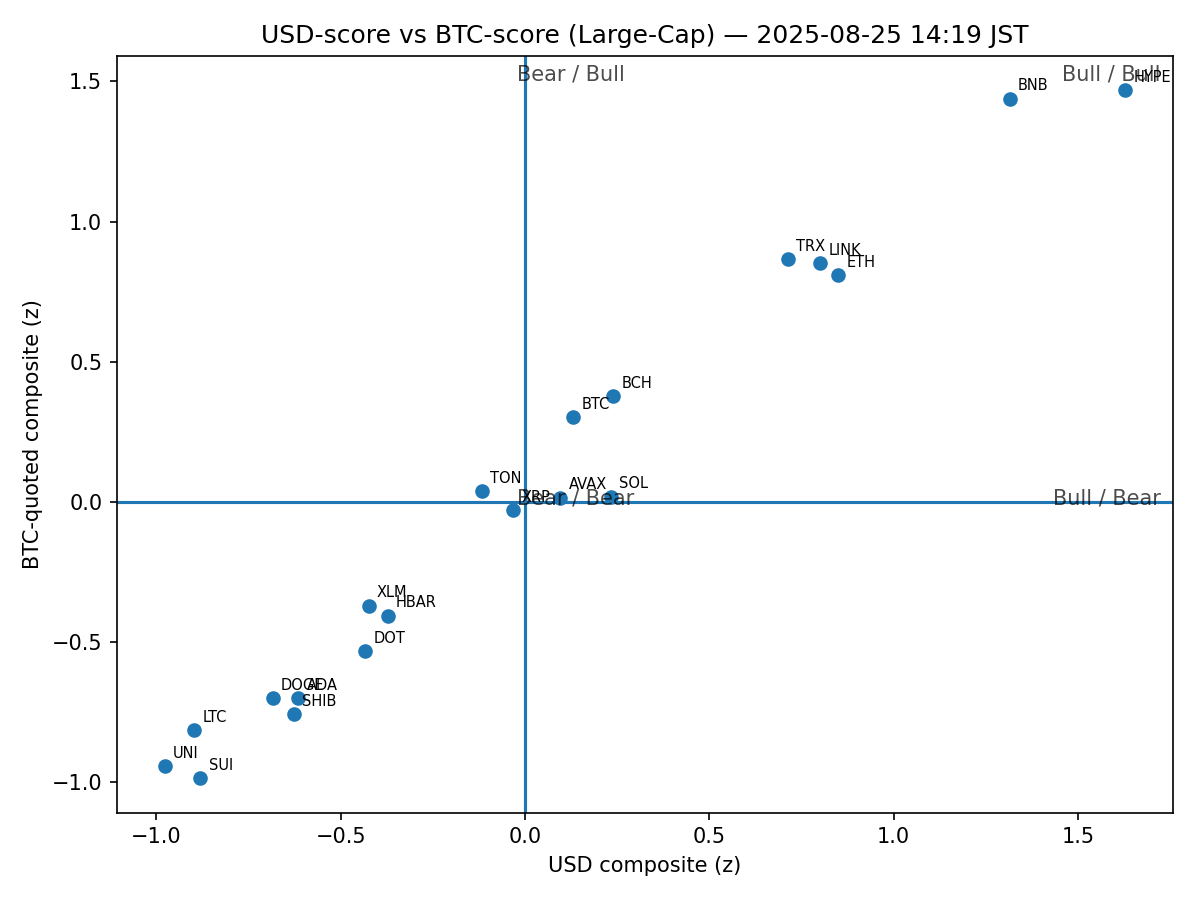 USD-score vs BTC-score (Large-Cap) — 2025-08-25 14:19 JST
Bear / Bull
Bull / Bull
1.5
BNB
HYPE
1.0
TRX
LINK
ETH
0.5
BCH
BTC
TON
XRP
AVAX
SOL
0.0
Bear / Bear
Bull / Bear
XLM
HBAR
−0.5
DOT
DOGE
ADA
SHIB
LTC
UNI
SUI
−1.0
BTC-quoted composite (z)
−1.0
−0.5
0.0
0.5
1.0
1.5
USD composite (z)